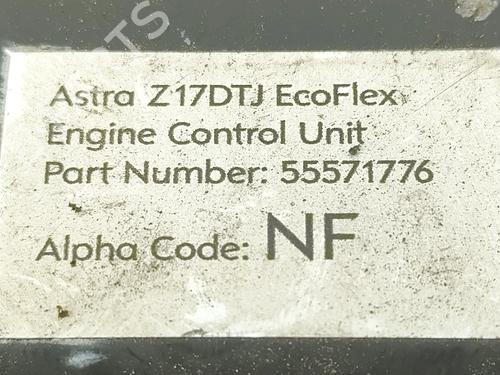 Astra Z17DTJ EcoFlex
Engine Control Unit
Part Number: 55571776
Alpha Code: NF